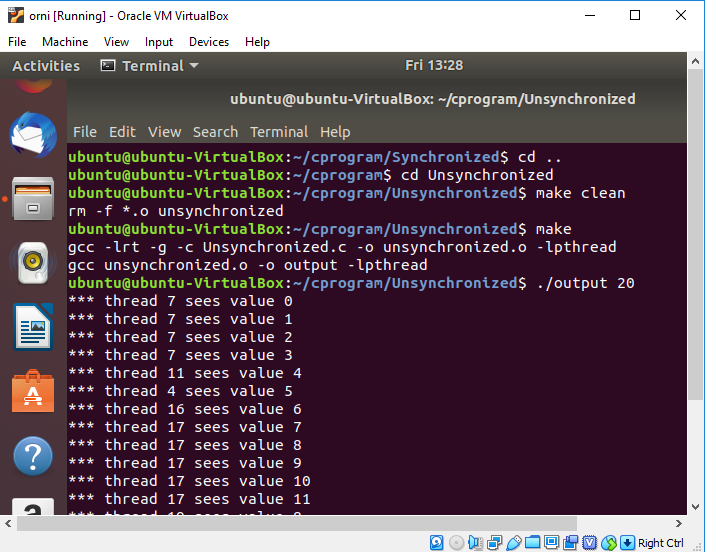 orni [Running] - Oracle VM VirtualBox
File Machine View Input Devices Help
Activities Terminal Fri 13:28
ubuntu@ubuntu-VirtualBox: ~/cprogram/Unsynchronized
File Edit View Search Terminal Help
ubuntu@ubuntu-VirtualBox:~/cprogram/Synchronized$ cd ..
ubuntu@ubuntu-VirtualBox:~/cprogram$ cd Unsynchronized
ubuntu@ubuntu-VirtualBox:~/cprogram/Unsynchronized$ make clean
rm -f *.o unsynchronized
ubuntu@ubuntu-VirtualBox:~/cprogram/Unsynchronized$ make
gcc -lrt -g -c Unsynchronized.c -o unsynchronized.o -lpthread
gcc unsynchronized.o -o output -lpthread
ubuntu@ubuntu-VirtualBox:~/cprogram/Unsynchronized$ ./output 20
*** thread 7 sees value 0
*** thread 7 sees value 1
*** thread 7 sees value 2
*** thread 7 sees value 3
*** thread 11 sees value 4
*** thread 4 sees value 5
*** thread 16 sees value 6
*** thread 17 sees value 7
*** thread 17 sees value 8
*** thread 17 sees value 9
*** thread 17 sees value 10
*** thread 17 sees value 11
Right Ctrl